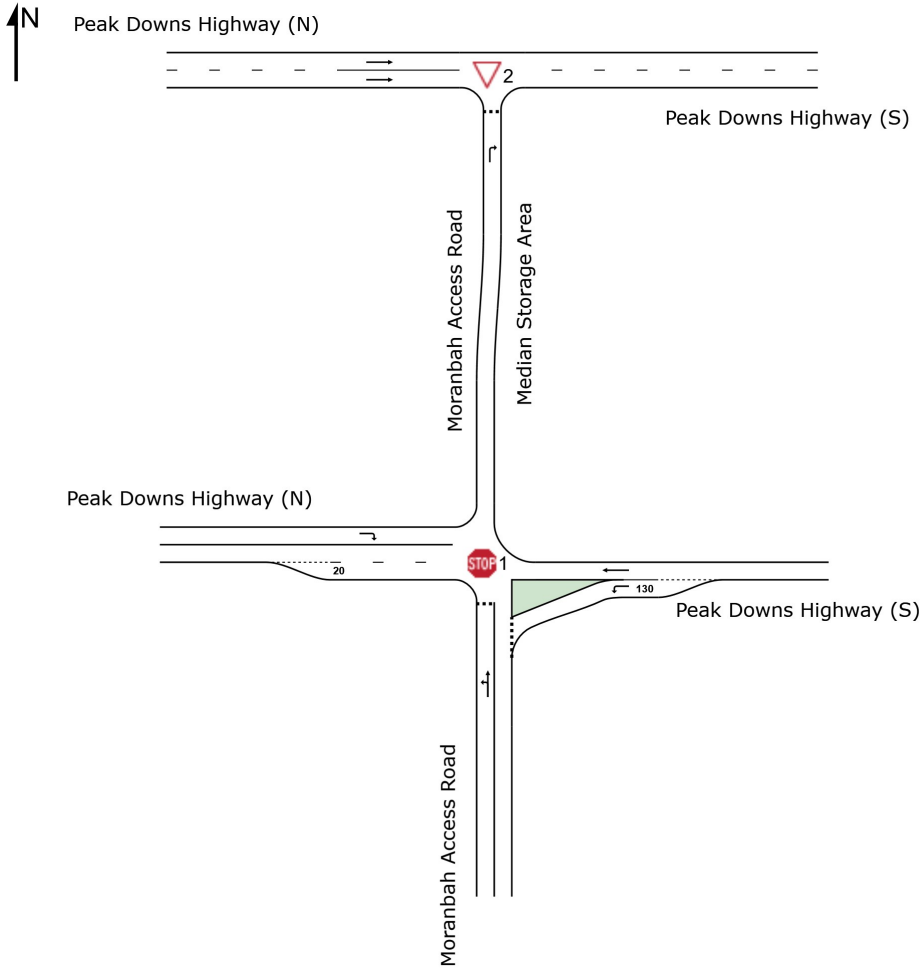 N
Peak Downs Highway (N)
2
Peak Downs Highway (S)
Moranbah Access Road
Median Storage Area
Peak Downs Highway (N)
STOP
1
20
130
Peak Downs Highway (S)
Moranbah Access Road